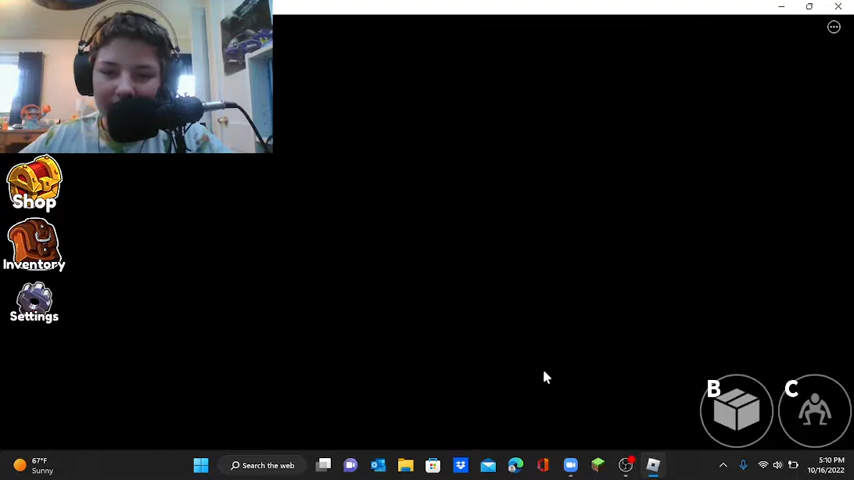 Shop
Inventory
Settings
B
C
67°F
Sunny
Search the web
5:10 PM
10/16/2022